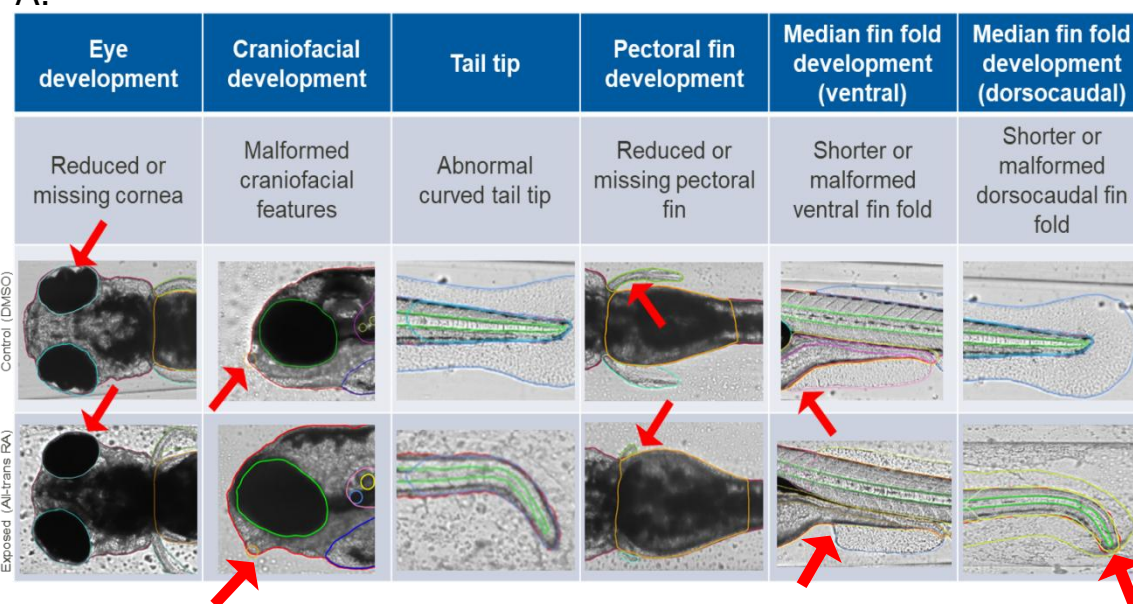 A.
Eye
development
Craniofacial
development
Tail tip
Pectoral fin
development
Median fin fold
development
(ventral)
Median fin fold
development
(dorsocaudal)
Reduced or
missing cornea
Malformed
craniofacial
features
Abnormal
curved tail tip
Reduced or
missing pectoral
fin
Shorter or
malformed
ventral fin fold
Shorter or
malformed
dorsocaudal fin
fold
Control (DMSO)
Exposed (All-trans RA)